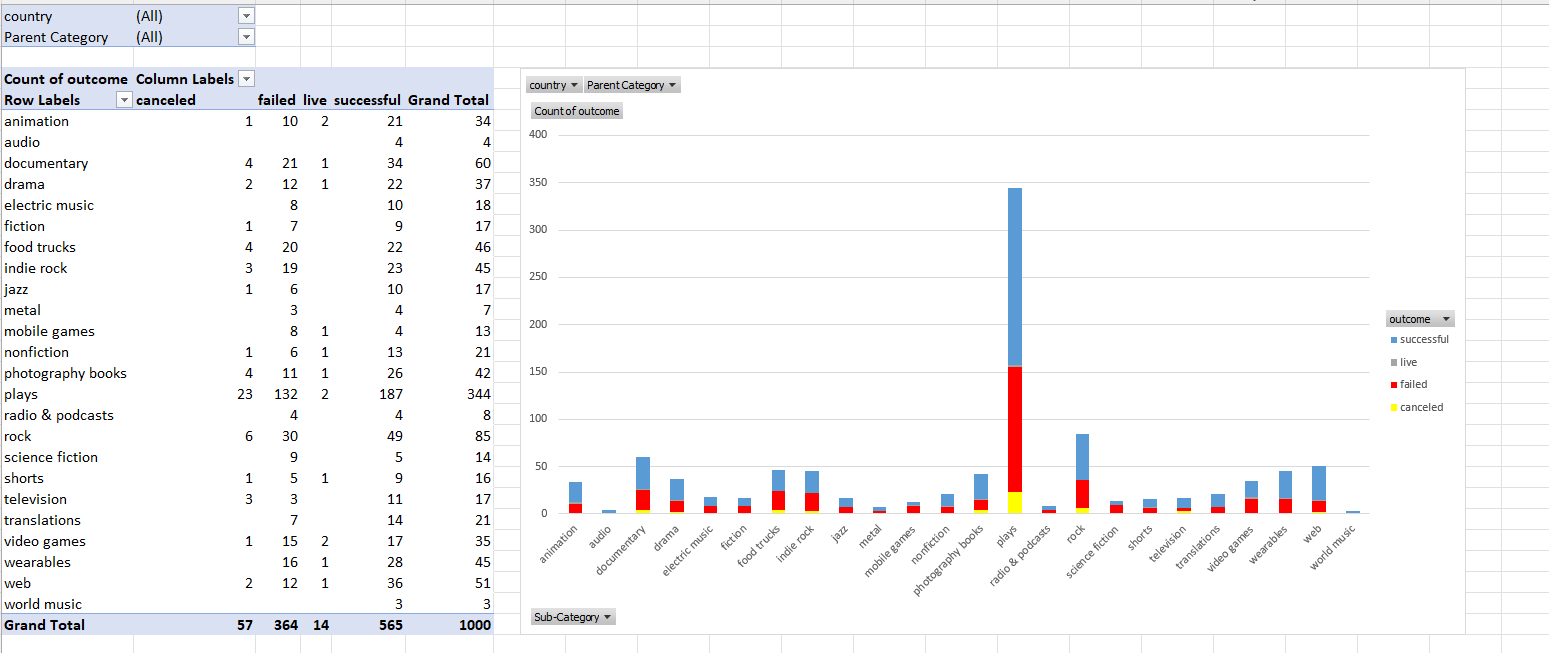 country (All)
Parent Category (All)
Count of outcome Column Labels
Row Labels canceled failed live successful Grand Total
animation 1 10 2 21 34
audio 4 4
documentary 4 21 1 34 60
drama 2 12 1 22 37
electric music 8 10 18
fiction 1 7 9 17
food trucks 4 20 22 46
indie rock 3 19 23 45
jazz 1 6 10 17
metal 3 4 7
mobile games 8 1 4 13
nonfiction 1 6 1 13 21
photography books 4 11 1 26 42
plays 23 132 2 187 344
radio & podcasts 4 4 8
rock 6 30 49 85
science fiction 9 5 14
shorts 1 5 1 9 16
television 3 3 11 17
translations 7 14 21
video games 1 15 2 17 35
wearables 16 1 28 45
web 2 12 1 36 51
world music 3 3
Grand Total 57 364 14 565 1000
country Parent Category
Count of outcome
400
350
300
250
200
150
100
50
0
animation
audio
documentary
drama
electric music
fiction
food trucks
indie rock
jazz
metal
mobile games
nonfiction
photography books
plays
radio & podcasts
rock
science fiction
shorts
television
translations
video games
wearables
web
world music
Sub-Category
outcome
successful
live
failed
canceled